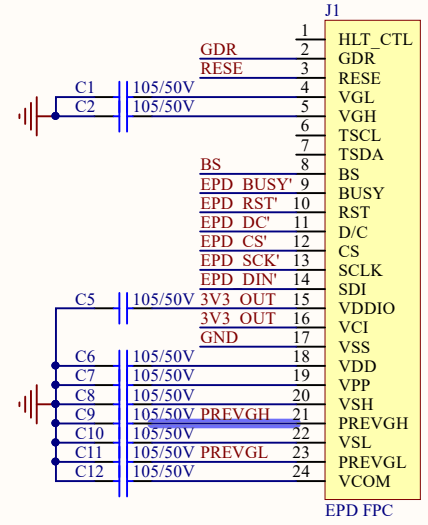 J1
1 HLT_CTL
GDR 2 GDR
RESE 3 RESE
C1 105/50V 4 VGL
C2 105/50V 5 VGH
6 TSCL
7 TSDA
BS 8 BS
EPD_BUSY' 9 BUSY
EPD_RST' 10 RST
EPD_DC' 11 D/C
EPD_CS' 12 CS
EPD_SCK' 13 SCLK
EPD_DIN' 14 SDI
C5 105/50V 3V3_OUT 15 VDDIO
3V3_OUT 16 VCI
GND 17 VSS
C6 105/50V 18 VDD
C7 105/50V 19 VPP
C8 105/50V 20 VSH
C9 105/50V PREVGH 21 PREVGH
C10 105/50V 22 VSL
C11 105/50V PREVGL 23 PREVGL
C12 105/50V 24 VCOM
EPD FPC